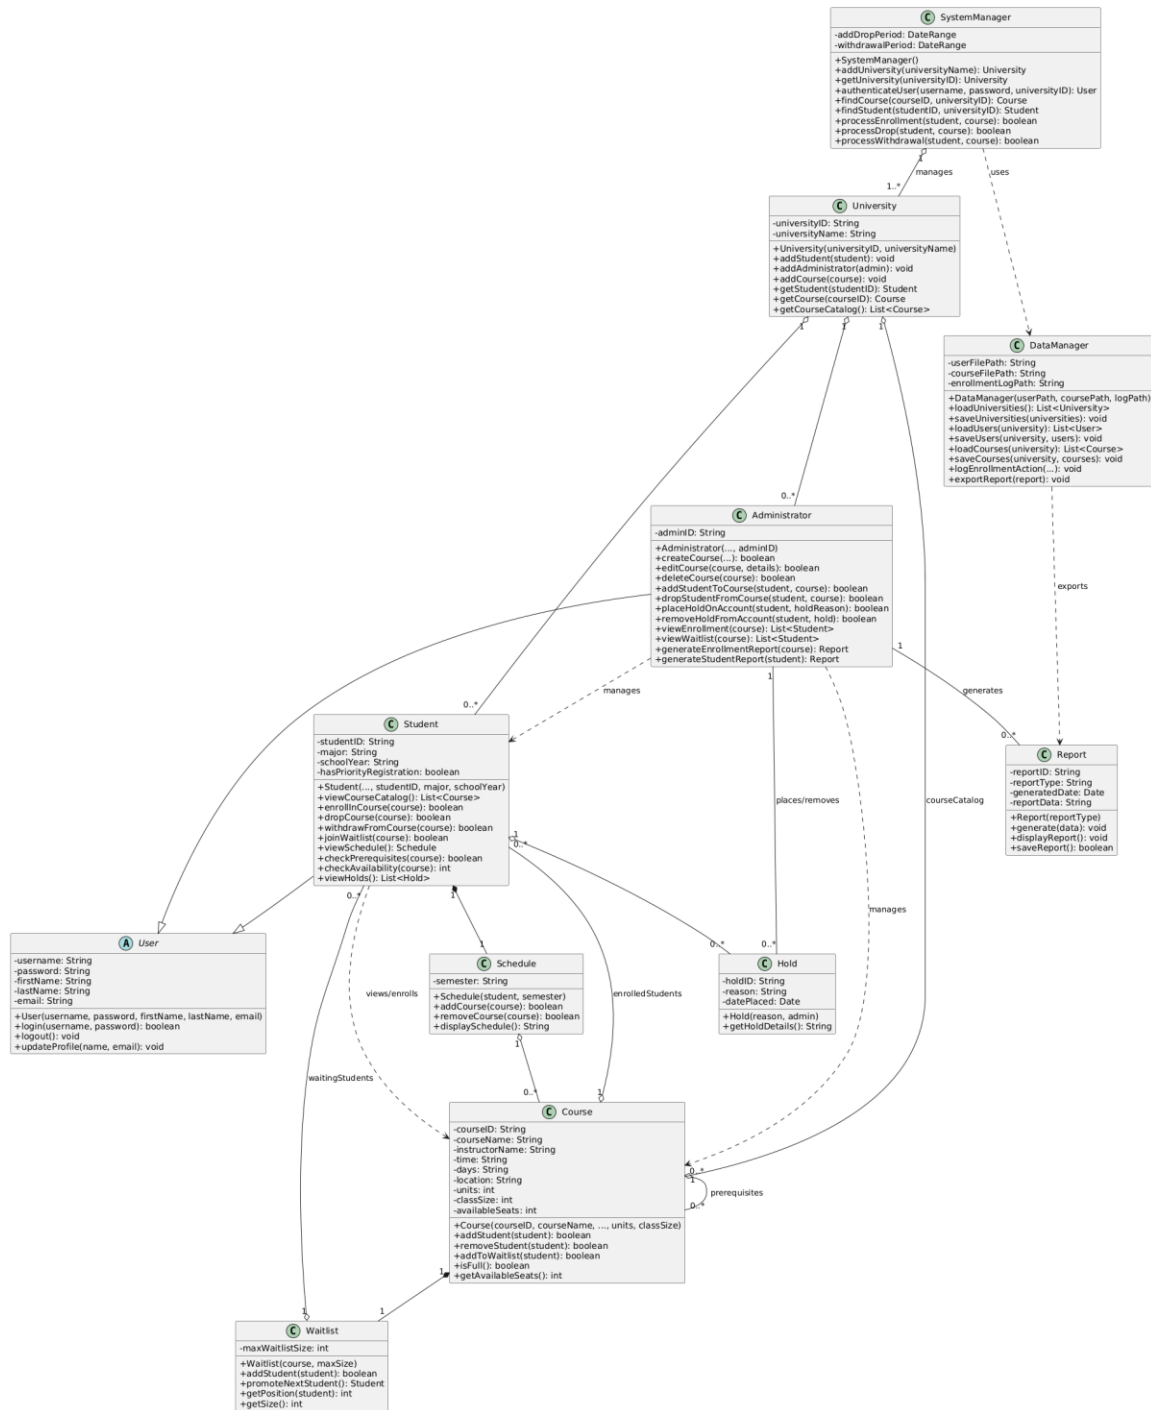 C SystemManager
-addDropPeriod: DateRange
-withdrawalPeriod: DateRange
+SystemManager()
+addUniversity(universityName): University
+getUniversity(universityID): University
+authenticateUser(username, password, universityID): User
+findCourse(courseID, universityID): Course
+findStudent(studentID, universityID): Student
+processEnrollment(student, course): boolean
+processDrop(student, course): boolean
+processWithdrawal(student, course): boolean
1
manages
uses
1..*
C University
-universityID: String
-universityName: String
+University(universityID, universityName)
+addStudent(student): void
+addAdministrator(admin): void
+addCourse(course): void
+getStudent(studentID): Student
+getCourse(courseID): Course
+getCourseCatalog(): List<Course>
1
1
1
C DataManager
-userFilePath: String
-courseFilePath: String
-enrollmentLogPath: String
+DataManager(userPath, coursePath, logPath)
+loadUniversities(): List<University>
+saveUniversities(universities): void
+loadUsers(university): List<User>
+saveUsers(university, users): void
+loadCourses(university): List<Course>
+saveCourses(university, courses): void
+logEnrollmentAction(...): void
+exportReport(report): void
0..*
C Administrator
-adminID: String
+Administrator(..., adminID)
+createCourse(...): boolean
+editCourse(course, details): boolean
+deleteCourse(course): boolean
+addStudentToCourse(student, course): boolean
+dropStudentFromCourse(student, course): boolean
+placeHoldOnAccount(student, holdReason): boolean
+removeHoldFromAccount(student, hold): boolean
+viewEnrollment(course): List<Student>
+viewWaitlist(course): List<Student>
+generateEnrollmentReport(course): Report
+generateStudentReport(student): Report
exports
1
1
manages
generates
0..*
0..*
C Student
-studentID: String
-major: String
-schoolYear: String
-hasPriorityRegistration: boolean
+Student(..., studentID, major, schoolYear)
+viewCourseCatalog(): List<Course>
+enrollInCourse(course): boolean
+dropCourse(course): boolean
+withdrawFromCourse(course): boolean
+joinWaitlist(course): boolean
+viewSchedule(): Schedule
+checkPrerequisites(course): boolean
+checkAvailability(course): int
+viewHolds(): List<Hold>
C Report
-reportID: String
-reportType: String
-generatedDate: Date
-reportData: String
+Report(reportType)
+generate(data): void
+displayReport(): void
+saveReport(): boolean
places/removes
courseCatalog
1
0..*
0..*
1
manages
1
0..*
0..*
A User
-username: String
-password: String
-firstName: String
-lastName: String
-email: String
+User(username, password, firstName, lastName, email)
+login(username, password): boolean
+logout(): void
+updateProfile(name, email): void
views/enrolls
C Schedule
-semester: String
+Schedule(student, semester)
+addCourse(course): boolean
+removeCourse(course): boolean
+displaySchedule(): String
enrolledStudents
C Hold
-holdID: String
-reason: String
-datePlaced: Date
+Hold(reason, admin)
+getHoldDetails(): String
1
waitingStudents
0..*
1
C Course
-courseID: String
-courseName: String
-instructorName: String
-time: String
-days: String
-location: String
-units: int
-classSize: int
-availableSeats: int
+Course(courseID, courseName, ..., units, classSize)
+addStudent(student): boolean
+removeStudent(student): boolean
+addToWaitlist(student): boolean
+isFull(): boolean
+getAvailableSeats(): int
0..*
1
prerequisites
0..*
1
1
1
C Waitlist
-maxWaitlistSize: int
+Waitlist(course, maxSize)
+addStudent(student): boolean
+promoteNextStudent(): Student
+getPosition(student): int
+getSize(): int